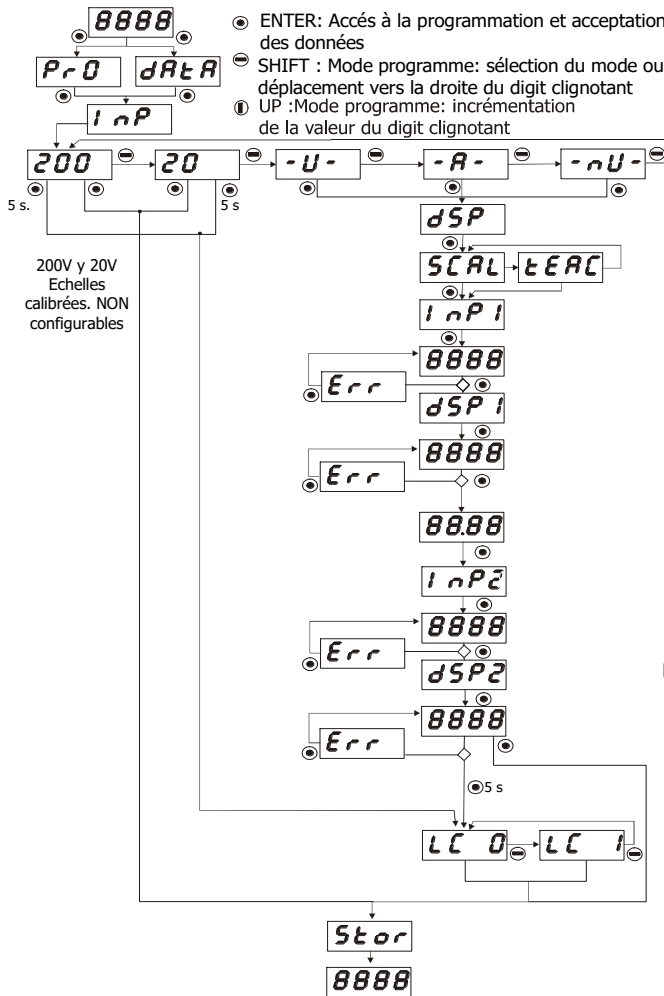 8888
ENTER: Accés à la programmation et acceptation
des données
PrO
dAtA
SHIFT : Mode programme: sélection du mode ou
déplacement vers la droite du digit clignotant
InP
UP :Mode programme: incrémentation
de la valeur du digit clignotant
200
20
-U-
-A-
-nU-
5 s.
5 s
dSP
200V y 20V
Echelles
calibrées. NON
configurables
SCAL
tEAC
InP1
8888
Err
dSP1
8888
Err
88.88
InP2
8888
Err
dSP2
8888
Err
5 s
LC 0
LC 1
Stor
8888